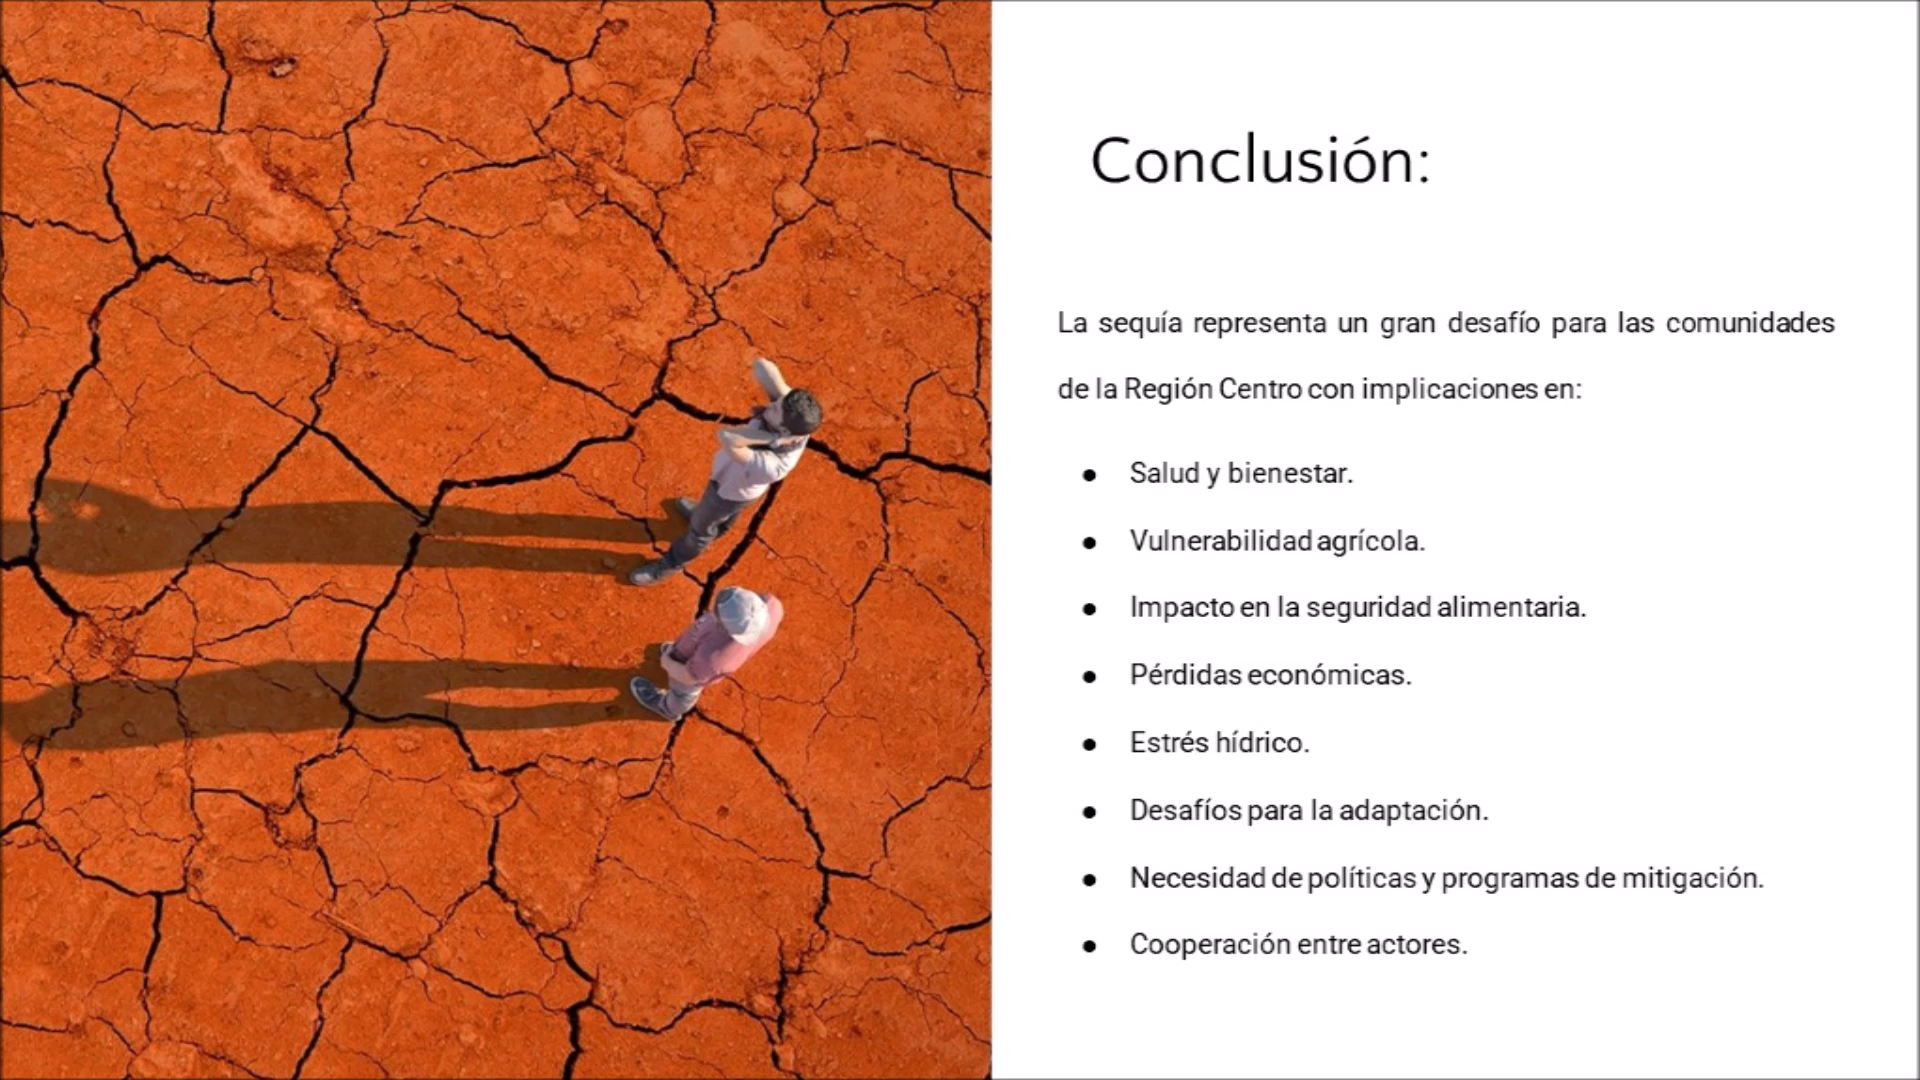 Conclusión:
La sequía representa un gran desafío para las comunidades
de la Región Centro con implicaciones en:
● Salud y bienestar.
● Vulnerabilidad agrícola.
● Impacto en la seguridad alimentaria.
● Pérdidas económicas.
● Estrés hídrico.
● Desafíos para la adaptación.
● Necesidad de políticas y programas de mitigación.
● Cooperación entre actores.